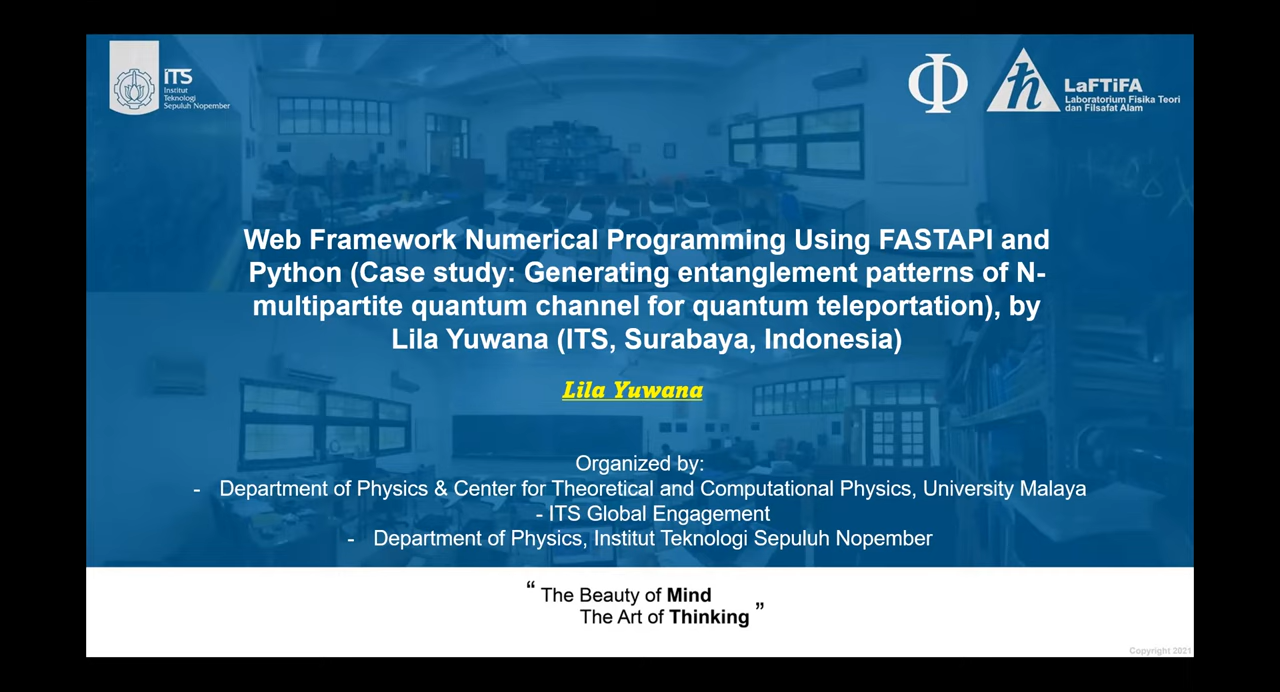 ITS
Institut
Teknologi
Sepuluh Nopember
Φ
ħ
LaFTiFA
Laboratorium Fisika Teori
dan Filsafat Alam
Web Framework Numerical Programming Using FASTAPI and
Python (Case study: Generating entanglement patterns of N-
multipartite quantum channel for quantum teleportation), by
Lila Yuwana (ITS, Surabaya, Indonesia)
Lila Yuwana
Organized by:
- Department of Physics & Center for Theoretical and Computational Physics, University Malaya
- ITS Global Engagement
- Department of Physics, Institut Teknologi Sepuluh Nopember
“ The Beauty of Mind
The Art of Thinking ”
Copyright 2021